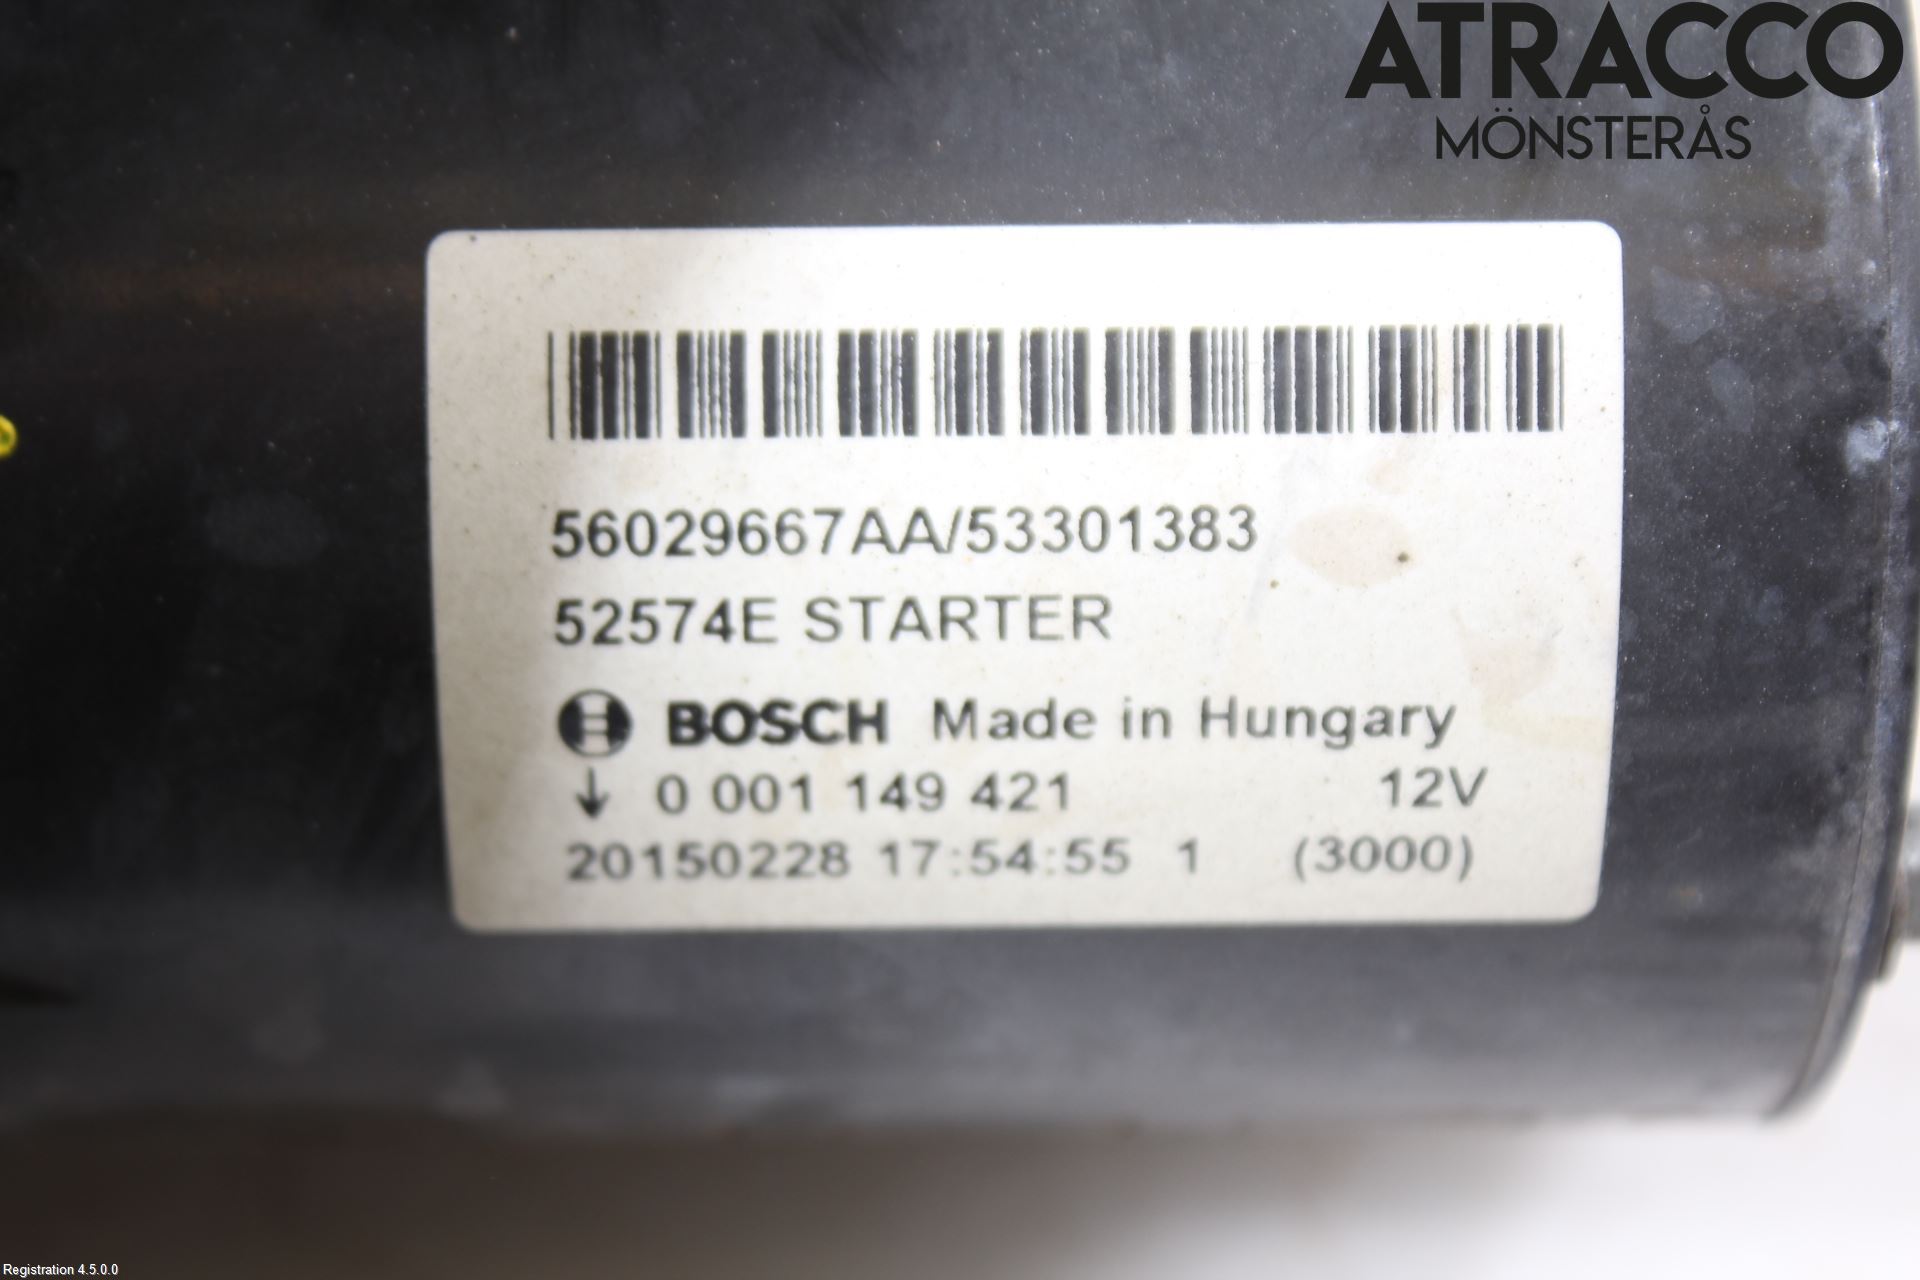 ATRACCO
MÖNSTERÅS
56029667AA/53301383
52574E STARTER
BOSCH Made in Hungary
↓ 0 001 149 421 12V
20150228 17:54:55 1 (3000)
Registration 4.5.0.0